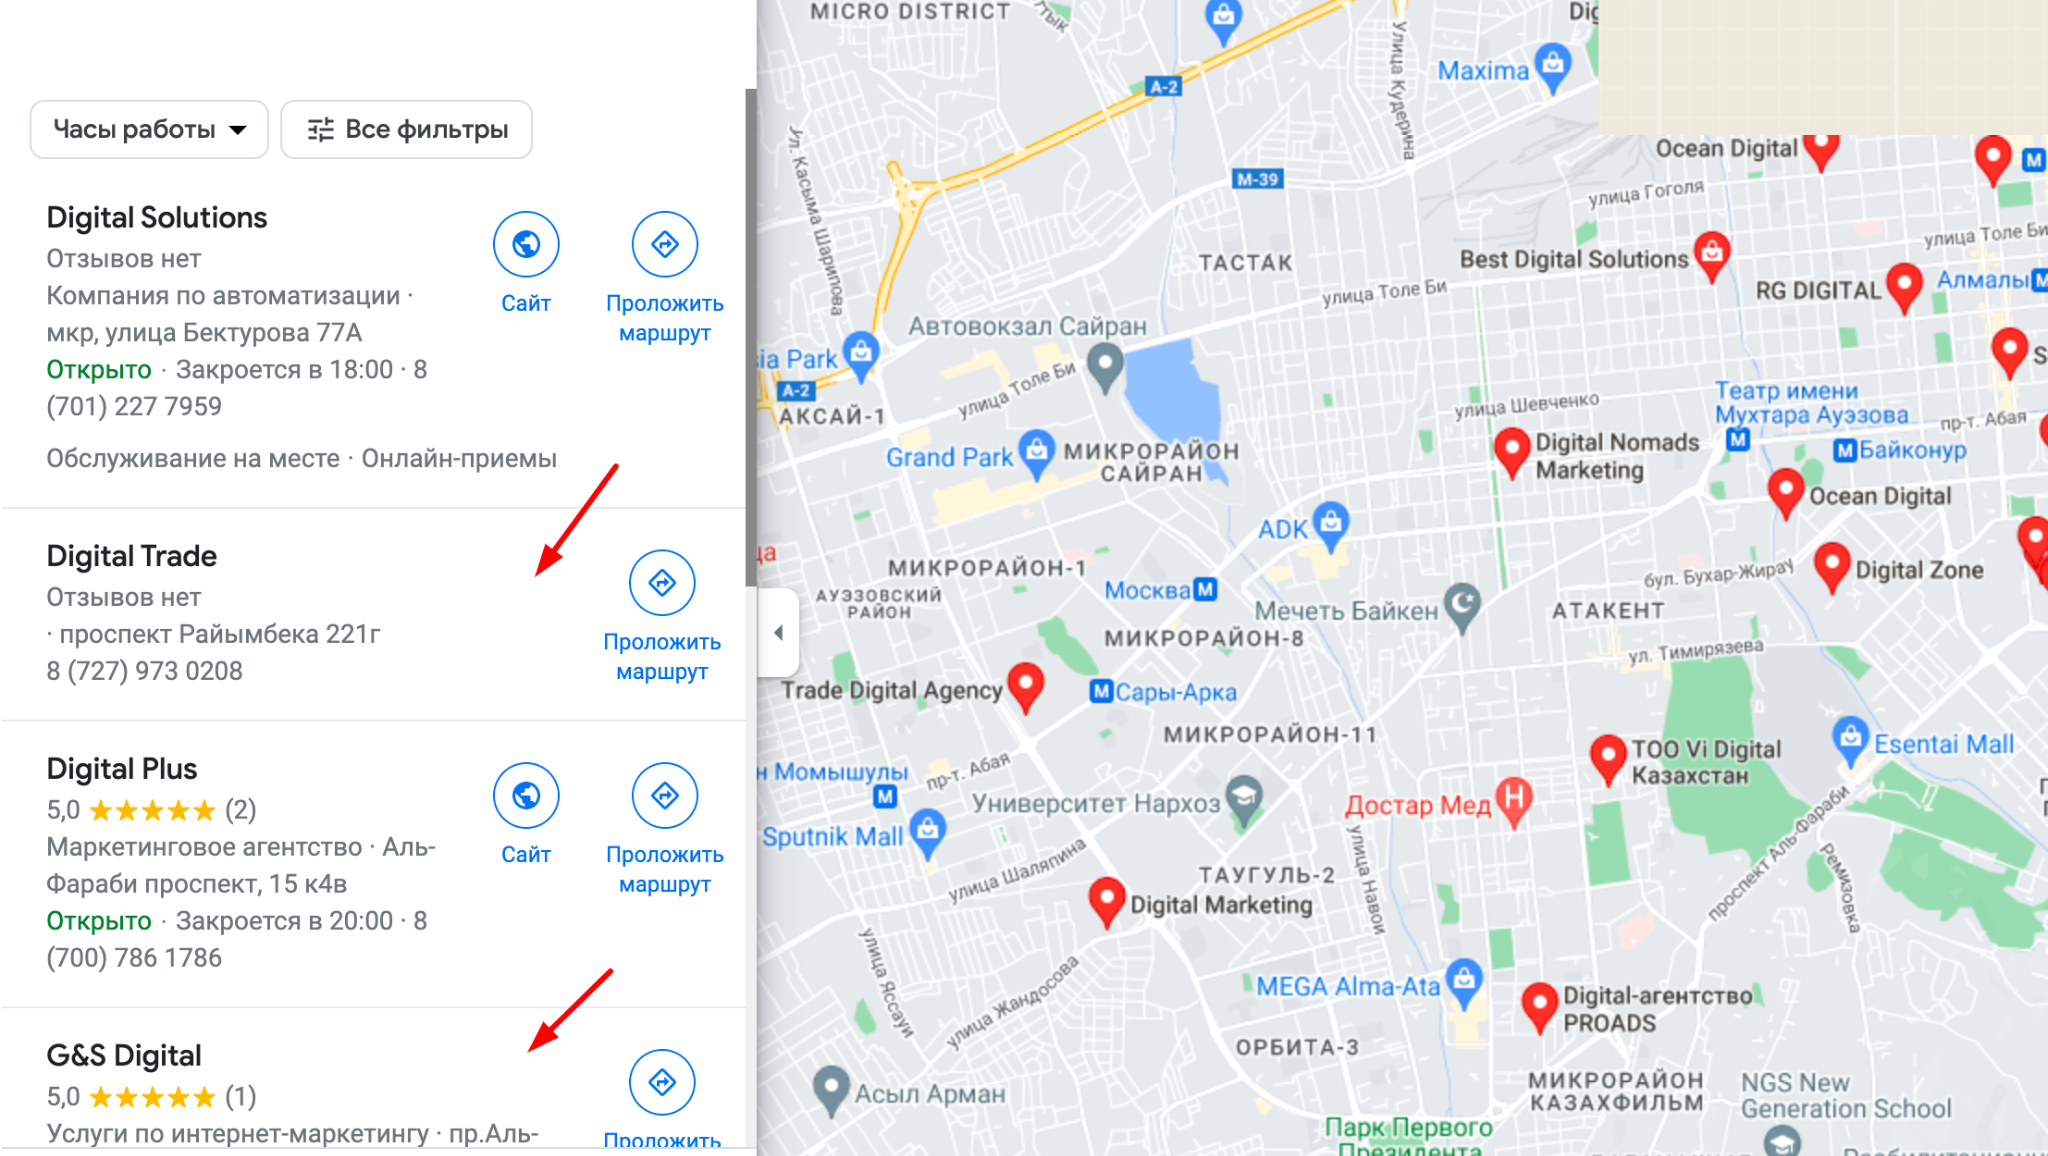 Часы работы
Все фильтры
Digital Solutions
Отзывов нет
Компания по автоматизации ·
мкр, улица Бектурова 77А
Открыто · Закроется в 18:00 · 8
(701) 227 7959
Обслуживание на месте · Онлайн-приемы
Сайт
Проложить
маршрут
Digital Trade
Отзывов нет
· проспект Райымбека 221г
8 (727) 973 0208
Проложить
маршрут
Digital Plus
5,0 (2)
Маркетинговое агентство · Аль-
Фараби проспект, 15 к4в
Открыто · Закроется в 20:00 · 8
(700) 786 1786
Сайт
Проложить
маршрут
G&S Digital
5,0 (1)
Услуги по интернет-маркетингу · пр.Аль-
Проложить
MICRO DISTRICT
Maxima
A-2
улица Кудерина
Ocean Digital
M
M-39
улица Гоголя
ул. Касыма Шарипова
ТАСТАК
улица Толе Би
Best Digital Solutions
RG DIGITAL
Алмалы
M
улица Толе Би
Автовокзал Сайран
Park
A-2
улица Толе Би
АКСАЙ-1
улица Шевченко
Театр имени
Мухтара Ауэзова
M
пр-т. Абая
Grand Park
МИКРОРАЙОН
САЙРАН
Digital Nomads
Marketing
M Байконур
Ocean Digital
ADK
МИКРОРАЙОН-1
АУЭЗОВСКИЙ
РАЙОН
Москва M
бул. Бухар-Жирау
Digital Zone
Мечеть Байкен
АТАКЕНТ
МИКРОРАЙОН-8
ул. Тимирязева
Trade Digital Agency
M Сары-Арка
МИКРОРАЙОН-11
ТОО Vi Digital
Казахстан
Esentai Mall
Момышулы
M
пр-т. Абая
Университет Нархоз
Достар Мед
Sputnik Mall
проспект Аль-Фараби
Ремизовка
улица Шаляпина
ТАУГУЛЬ-2
улица Навои
Digital Marketing
улица Яссауи
улица Жандосова
MEGA Alma-Ata
Digital-агентство
PROADS
ОРБИТА-3
Асыл Арман
МИКРОРАЙОН
КАЗАХФИЛЬМ
NGS New
Generation School
Парк Первого
Президента